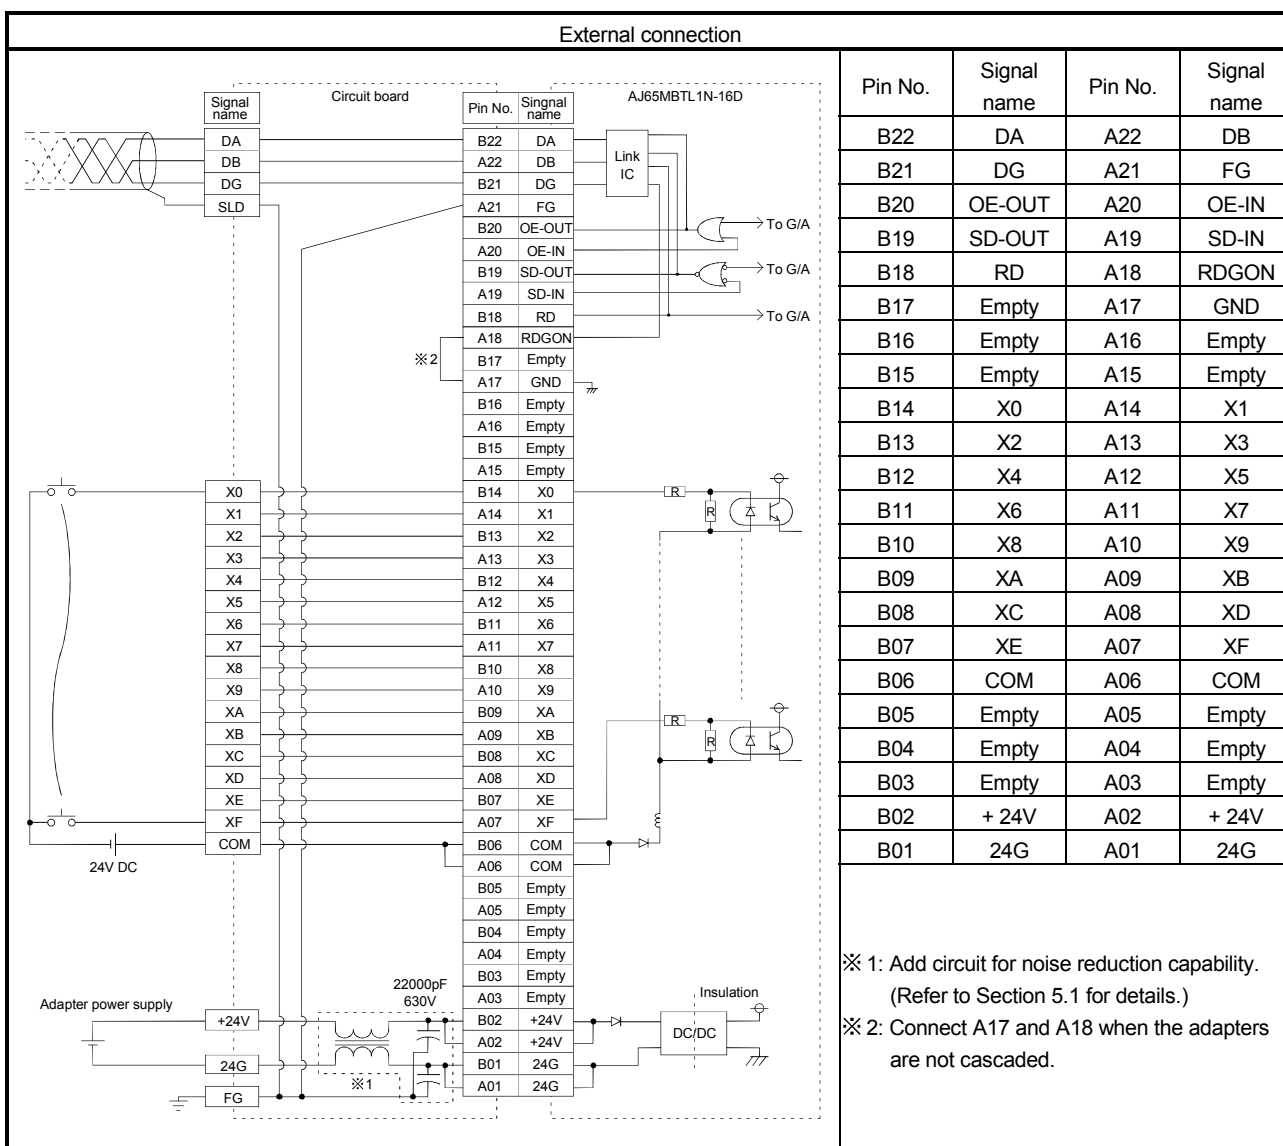 External connection
Circuit board
AJ65MBTL1N-16D
Signal name
Pin No. Singnal name
DA B22 DA
DB A22 DB
DG B21 DG
SLD A21 FG
Link IC
B20 OE-OUT
To G/A
A20 OE-IN
B19 SD-OUT
To G/A
A19 SD-IN
B18 RD
To G/A
A18 RDGON
※2
B17 Empty
A17 GND
B16 Empty
A16 Empty
B15 Empty
A15 Empty
X0 B14 X0
R
R
X1 A14 X1
X2 B13 X2
X3 A13 X3
X4 B12 X4
X5 A12 X5
X6 B11 X6
X7 A11 X7
X8 B10 X8
X9 A10 X9
XA B09 XA
R
R
XB A09 XB
XC B08 XC
XD A08 XD
XE B07 XE
XF A07 XF
COM B06 COM
24V DC
A06 COM
B05 Empty
A05 Empty
B04 Empty
A04 Empty
B03 Empty
A03 Empty
22000pF
630V
Insulation
Adapter power supply
+24V B02 +24V
A02 +24V
DC/DC
24G B01 24G
※1
A01 24G
FG
Pin No. Signal name Pin No. Signal name
B22 DA A22 DB
B21 DG A21 FG
B20 OE-OUT A20 OE-IN
B19 SD-OUT A19 SD-IN
B18 RD A18 RDGON
B17 Empty A17 GND
B16 Empty A16 Empty
B15 Empty A15 Empty
B14 X0 A14 X1
B13 X2 A13 X3
B12 X4 A12 X5
B11 X6 A11 X7
B10 X8 A10 X9
B09 XA A09 XB
B08 XC A08 XD
B07 XE A07 XF
B06 COM A06 COM
B05 Empty A05 Empty
B04 Empty A04 Empty
B03 Empty A03 Empty
B02 + 24V A02 + 24V
B01 24G A01 24G
※ 1: Add circuit for noise reduction capability.
(Refer to Section 5.1 for details.)
※ 2: Connect A17 and A18 when the adapters
are not cascaded.